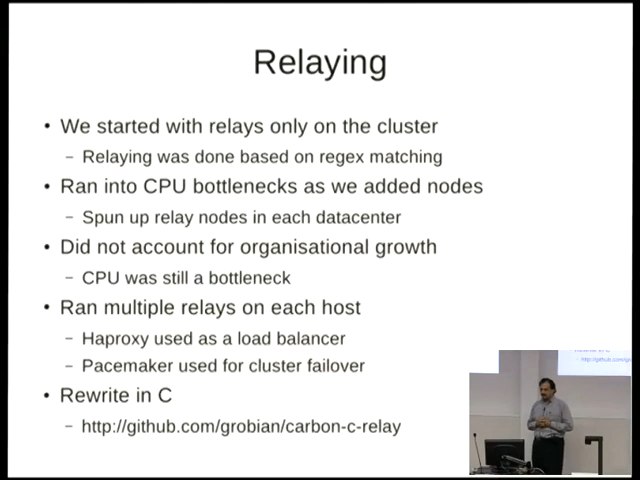 Relaying
• We started with relays only on the cluster
– Relaying was done based on regex matching
• Ran into CPU bottlenecks as we added nodes
– Spun up relay nodes in each datacenter
• Did not account for organisational growth
– CPU was still a bottleneck
• Ran multiple relays on each host
– Haproxy used as a load balancer
– Pacemaker used for cluster failover
• Rewrite in C
– http://github.com/grobian/carbon-c-relay